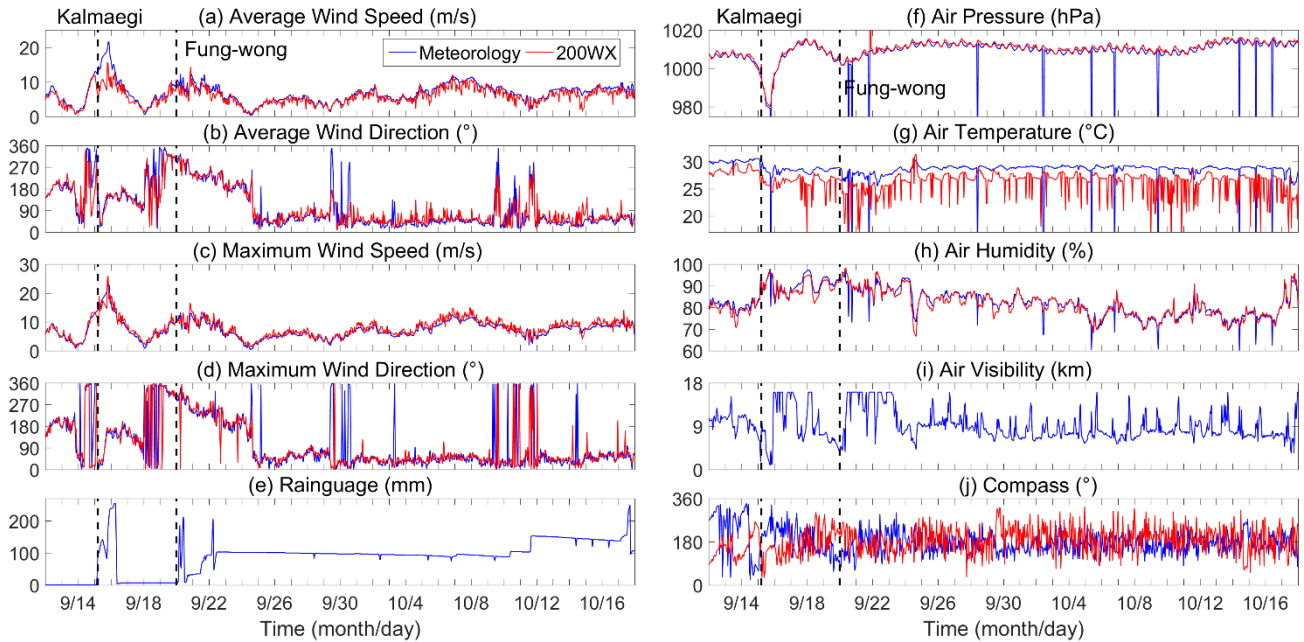 Kalmaegi
(a) Average Wind Speed (m/s)
Fung-wong
Meteorology
200WX
20
10
0
(b) Average Wind Direction (°)
360
270
180
90
0
(c) Maximum Wind Speed (m/s)
30
20
10
0
(d) Maximum Wind Direction (°)
360
270
180
90
0
(e) Rainguage (mm)
200
100
0
9/14 9/18 9/22 9/26 9/30 10/4 10/8 10/12 10/16
Time (month/day)
Kalmaegi
(f) Air Pressure (hPa)
1020
1000
980
Fung-wong
(g) Air Temperature (°C)
30
25
20
(h) Air Humidity (%)
100
90
80
70
60
(i) Air Visibility (km)
18
9
0
(j) Compass (°)
360
180
0
9/14 9/18 9/22 9/26 9/30 10/4 10/8 10/12 10/16
Time (month/day)